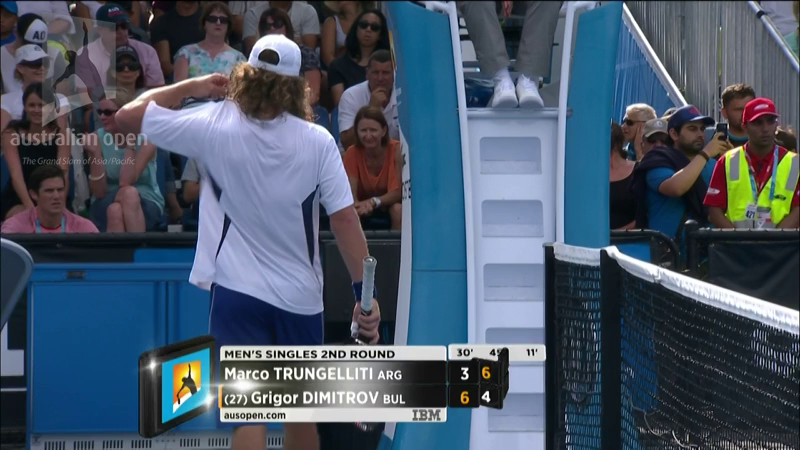 australian open
The Grand Slam of Asia/Pacific
MEN'S SINGLES 2ND ROUND 30' 11'
Marco TRUNGELLITI ARG 3 6
(27) Grigor DIMITROV BUL 6 4
ausopen.com IBM
AO